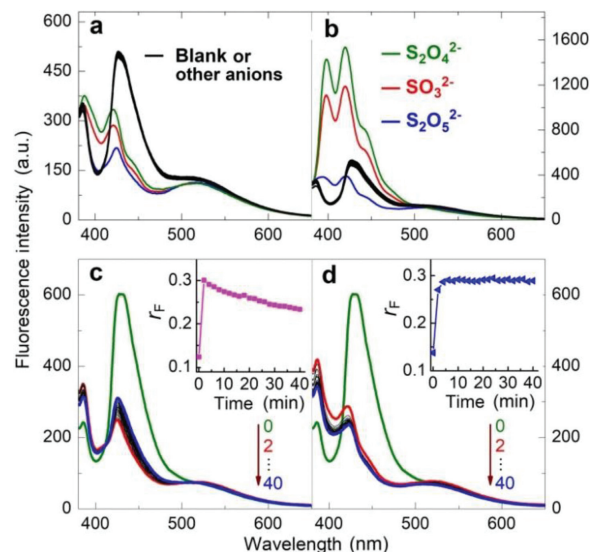 a
Blank or
other anions
b
S₂O₄²⁻
SO₃²⁻
S₂O₅²⁻
600
450
300
150
0
1600
1200
800
400
0
400 500 600
400 500 600
Fluorescence intensity (a.u.)
c
0.3
0.2
0.1
r_F
0 10 20 30 40
Time (min)
0
2
⋮
40
d
0.3
0.2
0.1
r_F
0 10 20 30 40
Time (min)
0
2
⋮
40
600
400
200
0
600
400
200
0
400 500 600
400 500 600
Wavelength (nm)